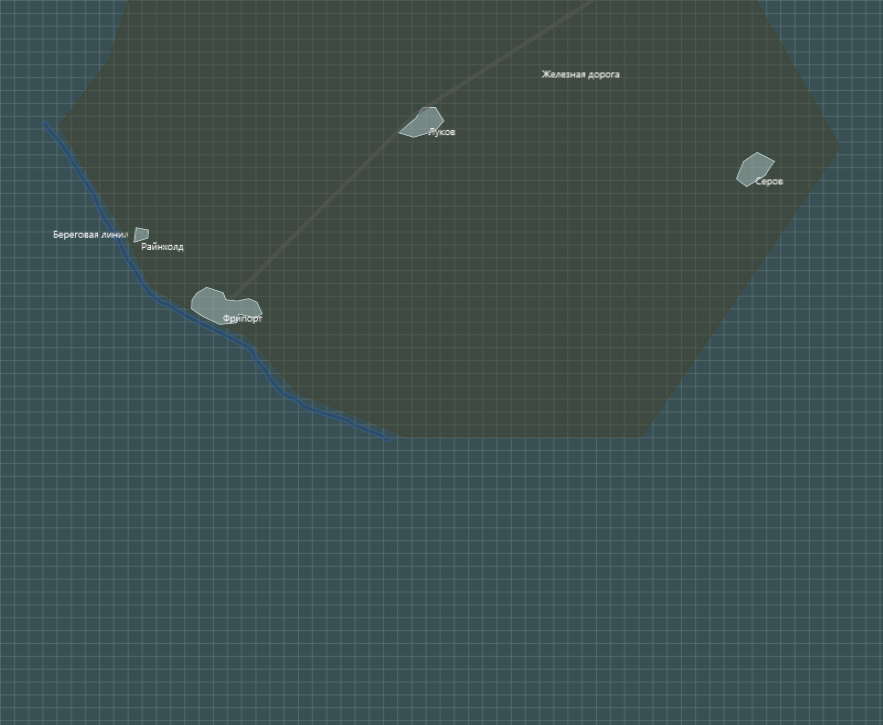 Железная дорога
Луков
Серов
Береговая линия
Райнхолд
Фрипорт